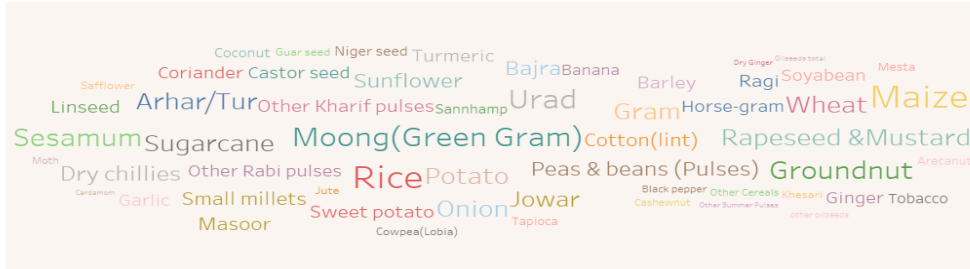 Coconut Guar seed Niger seed Turmeric
Coriander Castor seed Sunflower Bajra Banana Dry Ginger Oilseeds total
Safflower Barley Ragi Soyabean Mesta
Linseed Arhar/Tur Other Kharif pulses Sannhamp Urad Gram Horse-gram Wheat Maize
Sesamum Sugarcane Moong(Green Gram) Cotton(lint) Rapeseed &Mustard
Moth Dry chillies Other Rabi pulses Rice Potato Peas & beans (Pulses) Groundnut Arecanut
Cardamom Garlic Small millets Jute Sweet potato Onion Jowar Black pepper Other Cereals Khesari Ginger Tobacco
Cashewnut Other Summer Pulses
Masoor Cowpea(Lobia) Tapioca other oilseeds